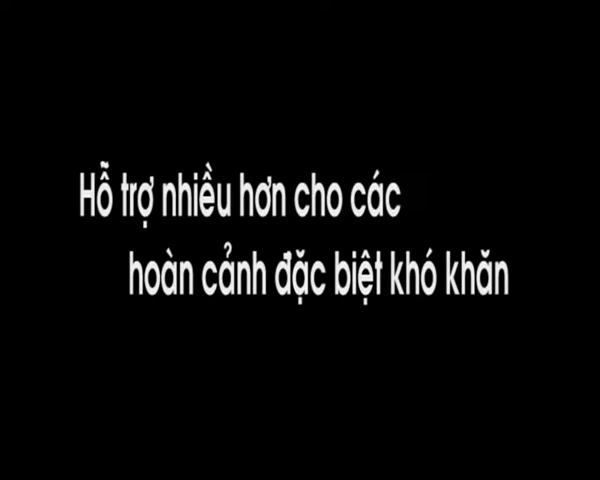 Hỗ trợ nhiều hơn cho các
hoàn cảnh đặc biệt khó khăn